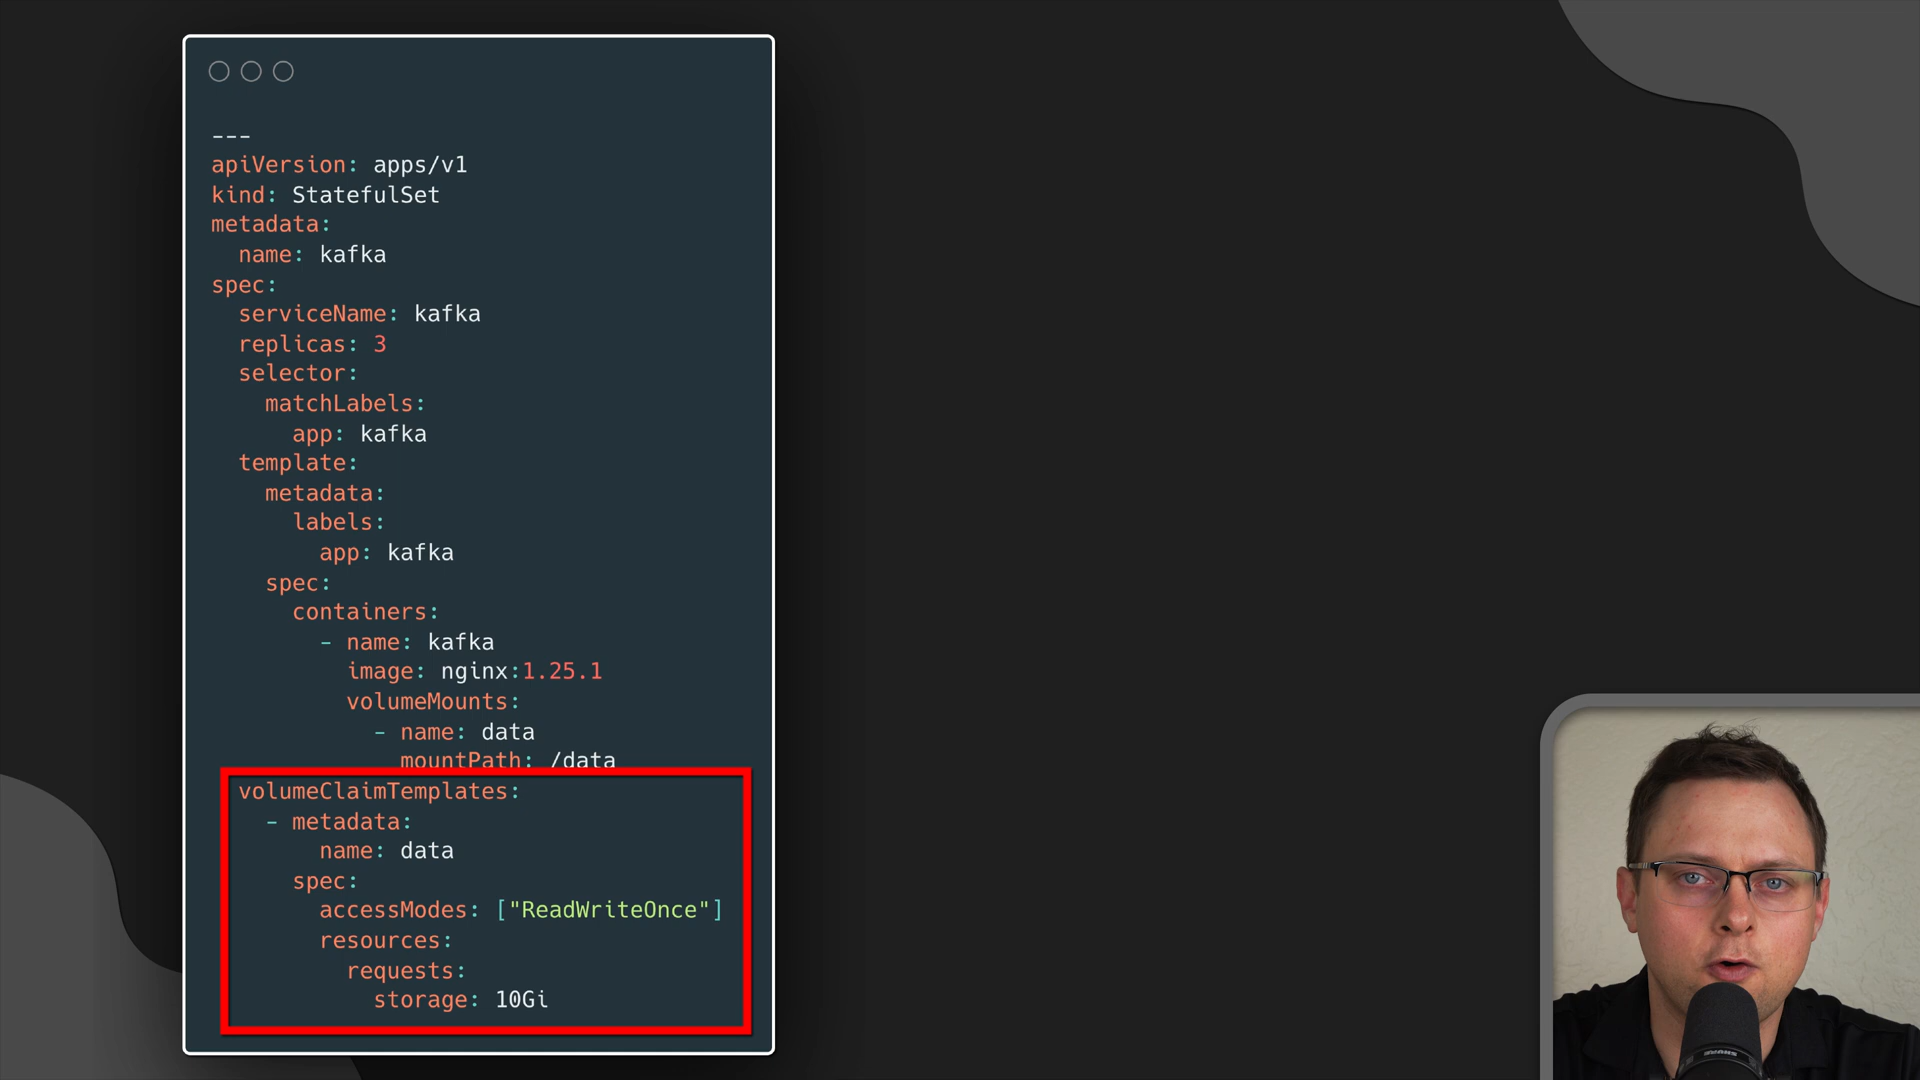 ---
apiVersion: apps/v1
kind: StatefulSet
metadata:
  name: kafka
spec:
  serviceName: kafka
  replicas: 3
  selector:
    matchLabels:
      app: kafka
  template:
    metadata:
      labels:
        app: kafka
    spec:
      containers:
        - name: kafka
          image: nginx:1.25.1
          volumeMounts:
            - name: data
              mountPath: /data
  volumeClaimTemplates:
    - metadata:
        name: data
      spec:
        accessModes: ["ReadWriteOnce"]
        resources:
          requests:
            storage: 10Gi
SHURE